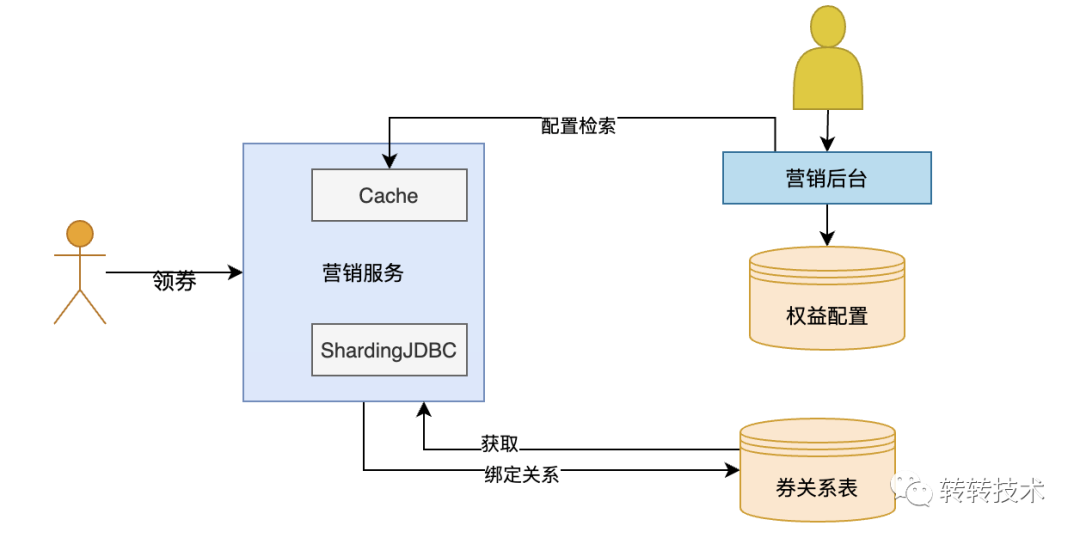 配置检索
营销后台
Cache
领券
营销服务
权益配置
ShardingJDBC
获取
绑定关系
券关系表
转转技术